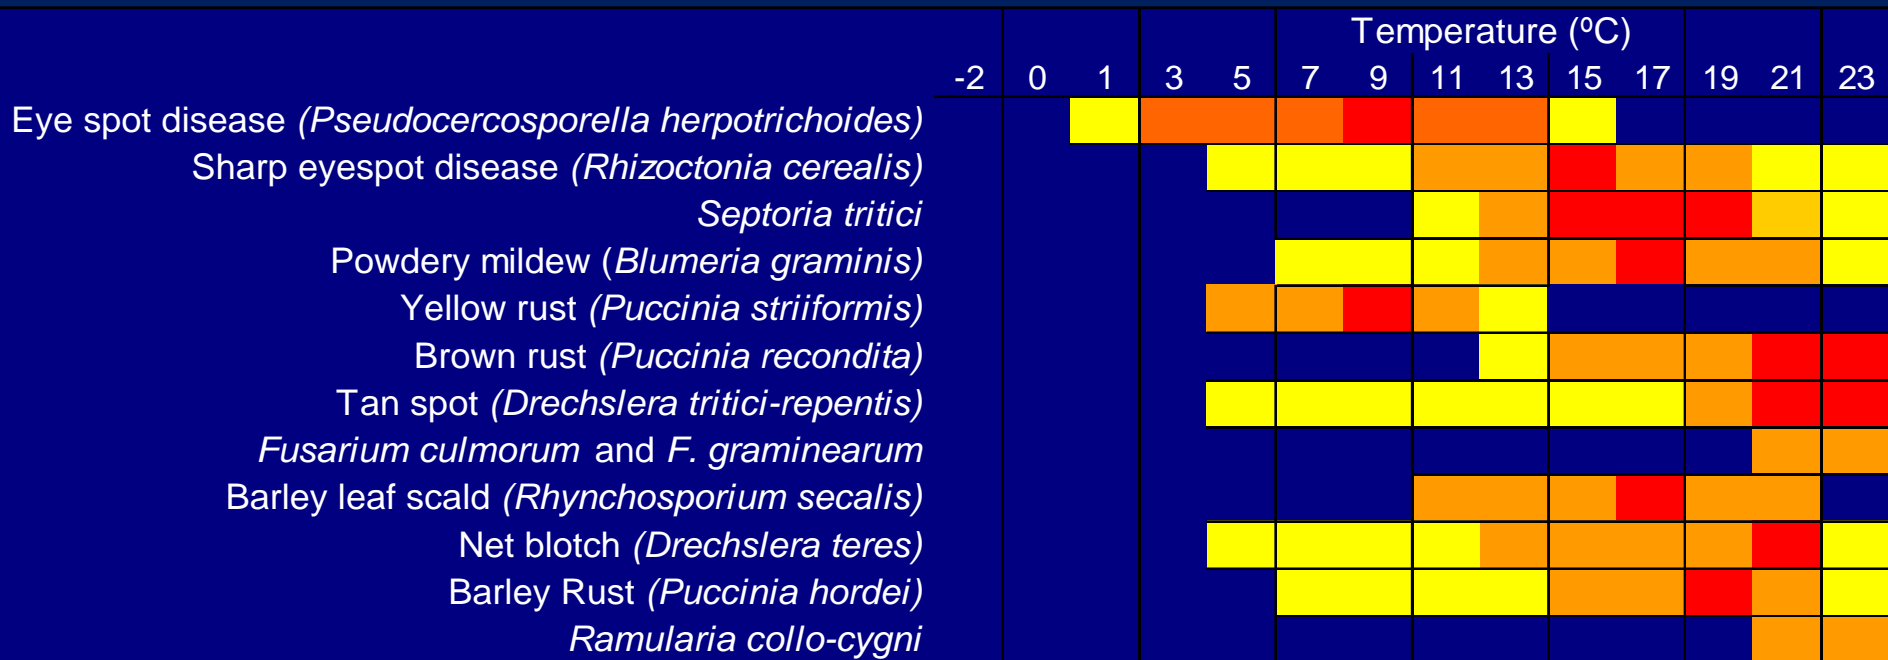 Temperature (ºC)
-2 0 1 3 5 7 9 11 13 15 17 19 21 23
Eye spot disease (Pseudocercosporella herpotrichoides)
Sharp eyespot disease (Rhizoctonia cerealis)
Septoria tritici
Powdery mildew (Blumeria graminis)
Yellow rust (Puccinia striiformis)
Brown rust (Puccinia recondita)
Tan spot (Drechslera tritici-repentis)
Fusarium culmorum and F. graminearum
Barley leaf scald (Rhynchosporium secalis)
Net blotch (Drechslera teres)
Barley Rust (Puccinia hordei)
Ramularia collo-cygni